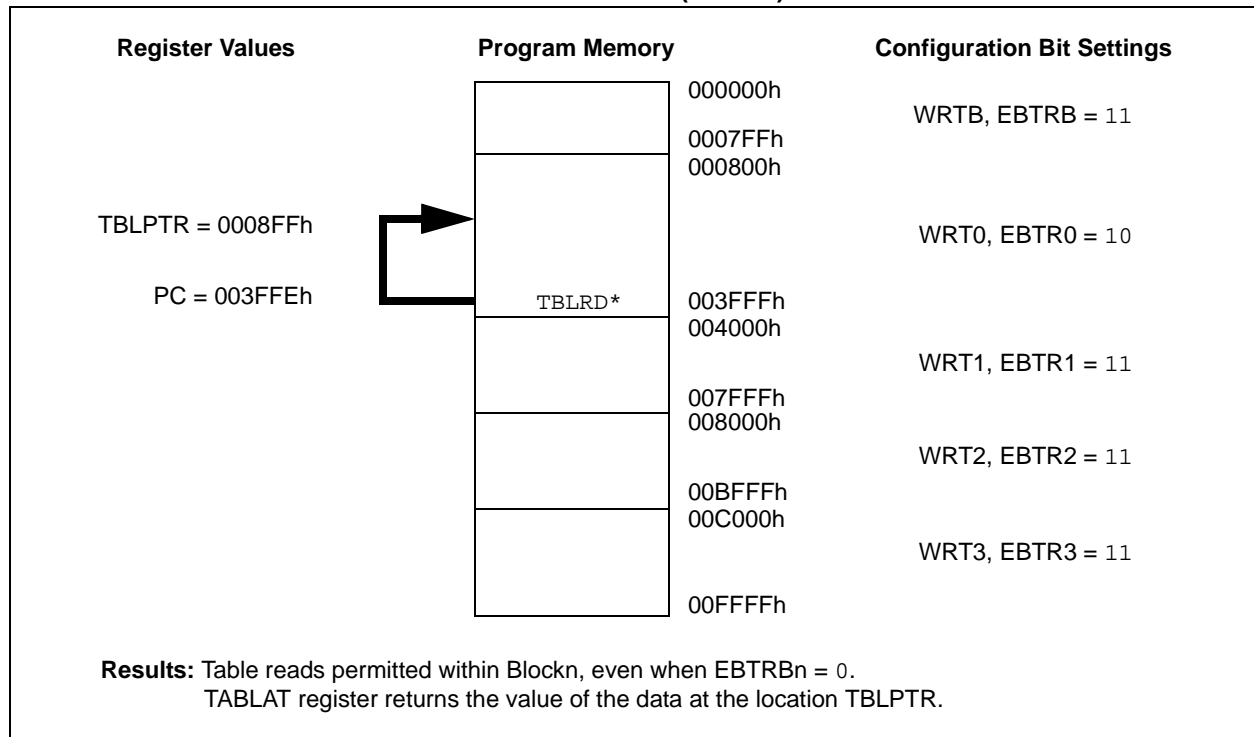 Register Values Program Memory Configuration Bit Settings
000000h
WRTB, EBTRB = 11
0007FFh
000800h
TBLPTR = 0008FFh
WRT0, EBTR0 = 10
PC = 003FFEh
TBLRD*
003FFFh
004000h
WRT1, EBTR1 = 11
007FFFh
008000h
WRT2, EBTR2 = 11
00BFFFh
00C000h
WRT3, EBTR3 = 11
00FFFFh
Results: Table reads permitted within Blockn, even when EBTRBn = 0.
TABLAT register returns the value of the data at the location TBLPTR.